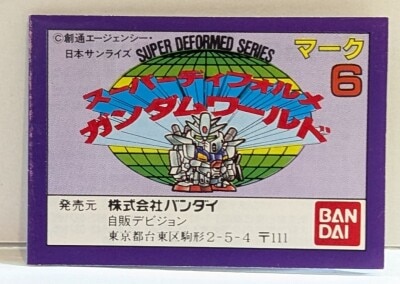 ©創通エージェンシー・
日本サンライズ
SUPER DEFORMED SERIES
マーク
6
スーパーディフォルメ
ガンダムワールド
発売元 株式会社バンダイ
自販デビジョン
東京都台東区駒形2-5-4 〒111
BAN
DAI